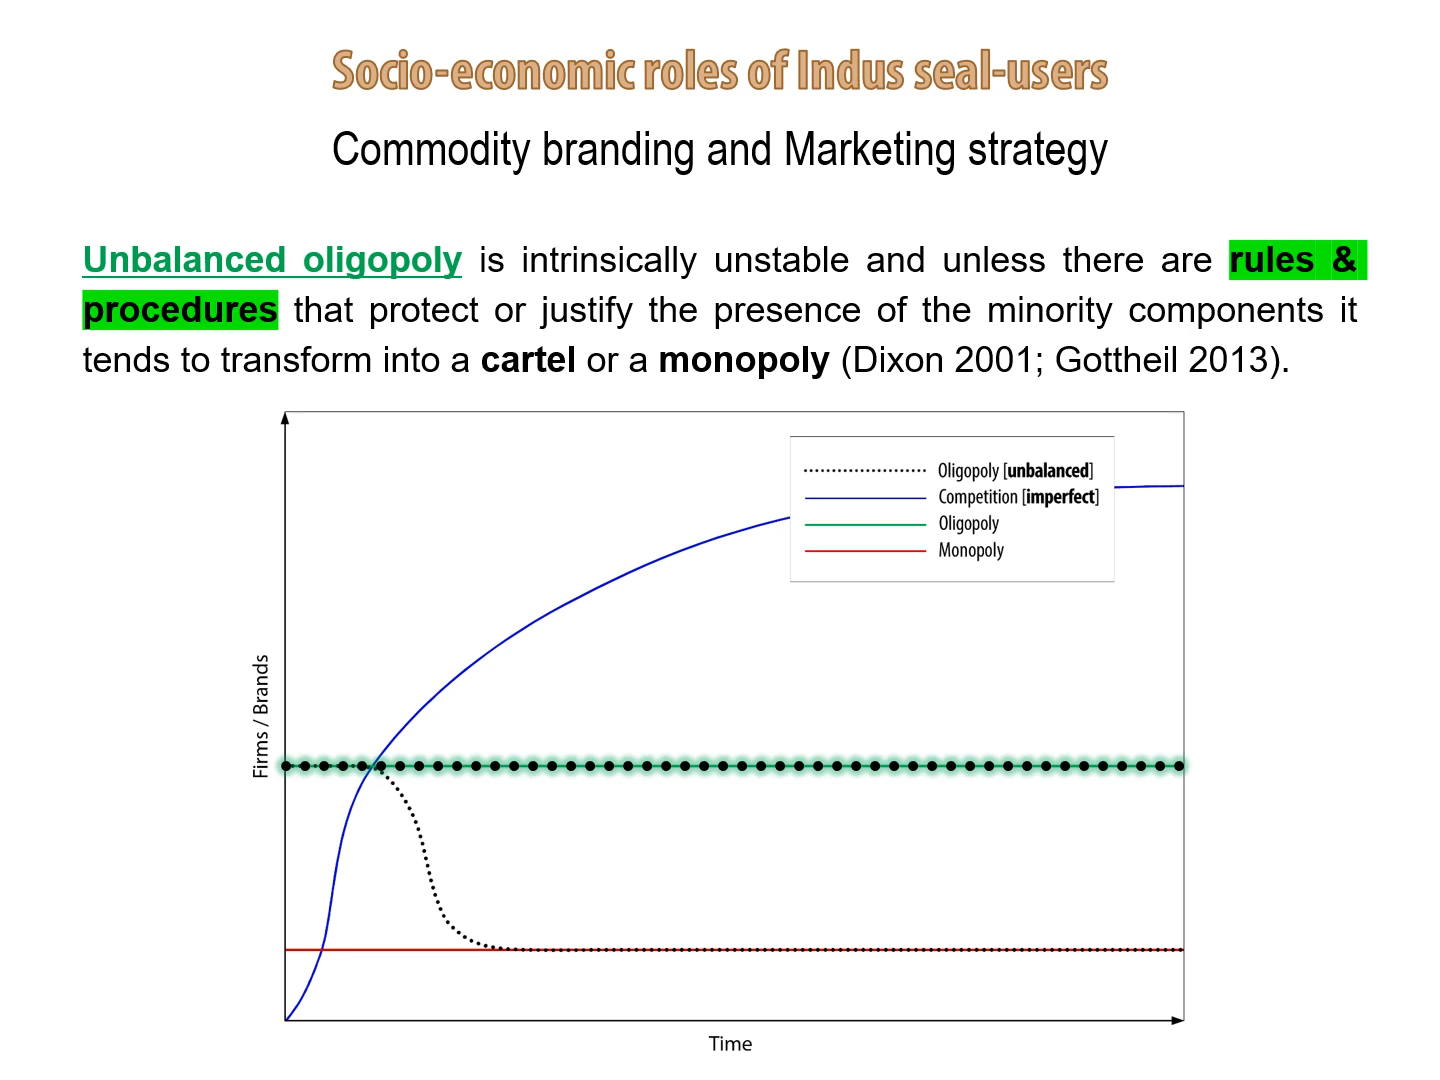 Socio-economic roles of Indus seal-users
Commodity branding and Marketing strategy
Unbalanced oligopoly is intrinsically unstable and unless there are rules &
procedures that protect or justify the presence of the minority components it
tends to transform into a cartel or a monopoly (Dixon 2001; Gottheil 2013).
Oligopoly [unbalanced]
Competition [imperfect]
Oligopoly
Monopoly
Firms / Brands
Time